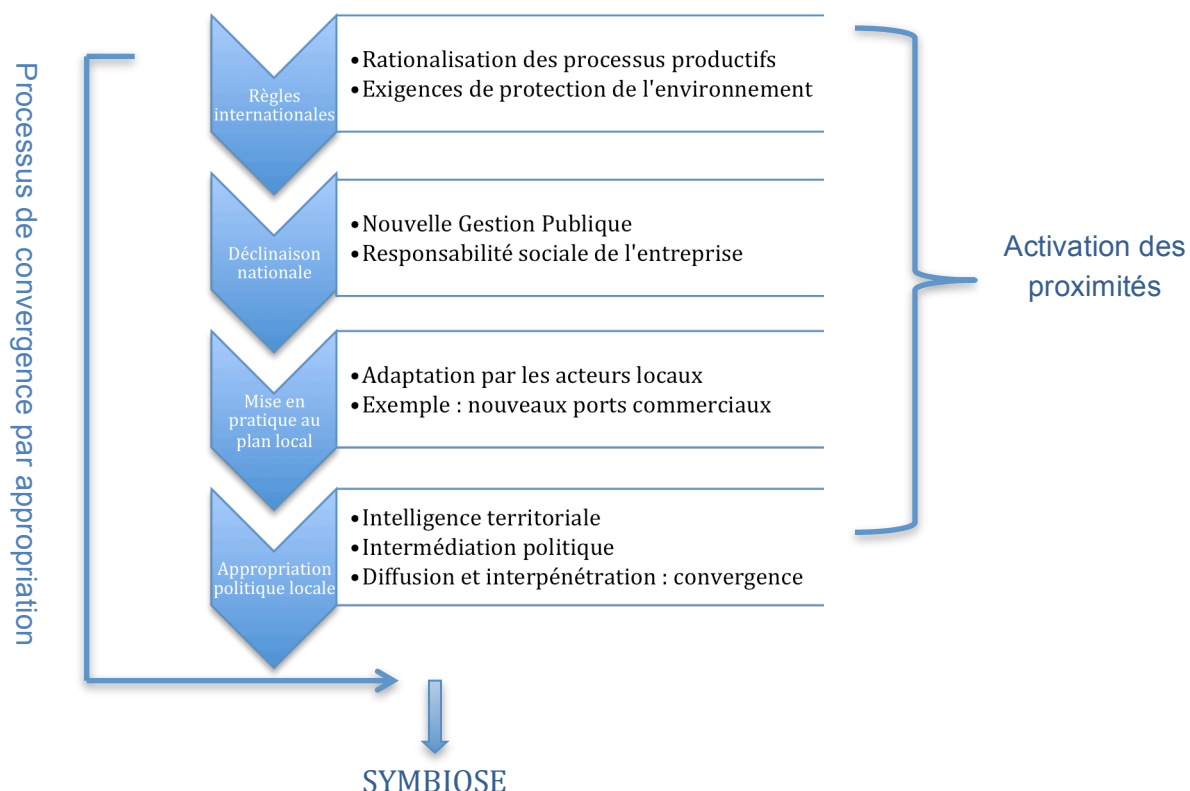 Processus de convergence par appropriation
Règles
internationales
•Rationalisation des processus productifs
•Exigences de protection de l'environnement
Déclinaison
nationale
•Nouvelle Gestion Publique
•Responsabilité sociale de l'entreprise
Mise en
pratique au
plan local
•Adaptation par les acteurs locaux
•Exemple : nouveaux ports commerciaux
Appropriation
politique locale
•Intelligence territoriale
•Intermédiation politique
•Diffusion et interpénétration : convergence
Activation des
proximités
SYMBIOSE